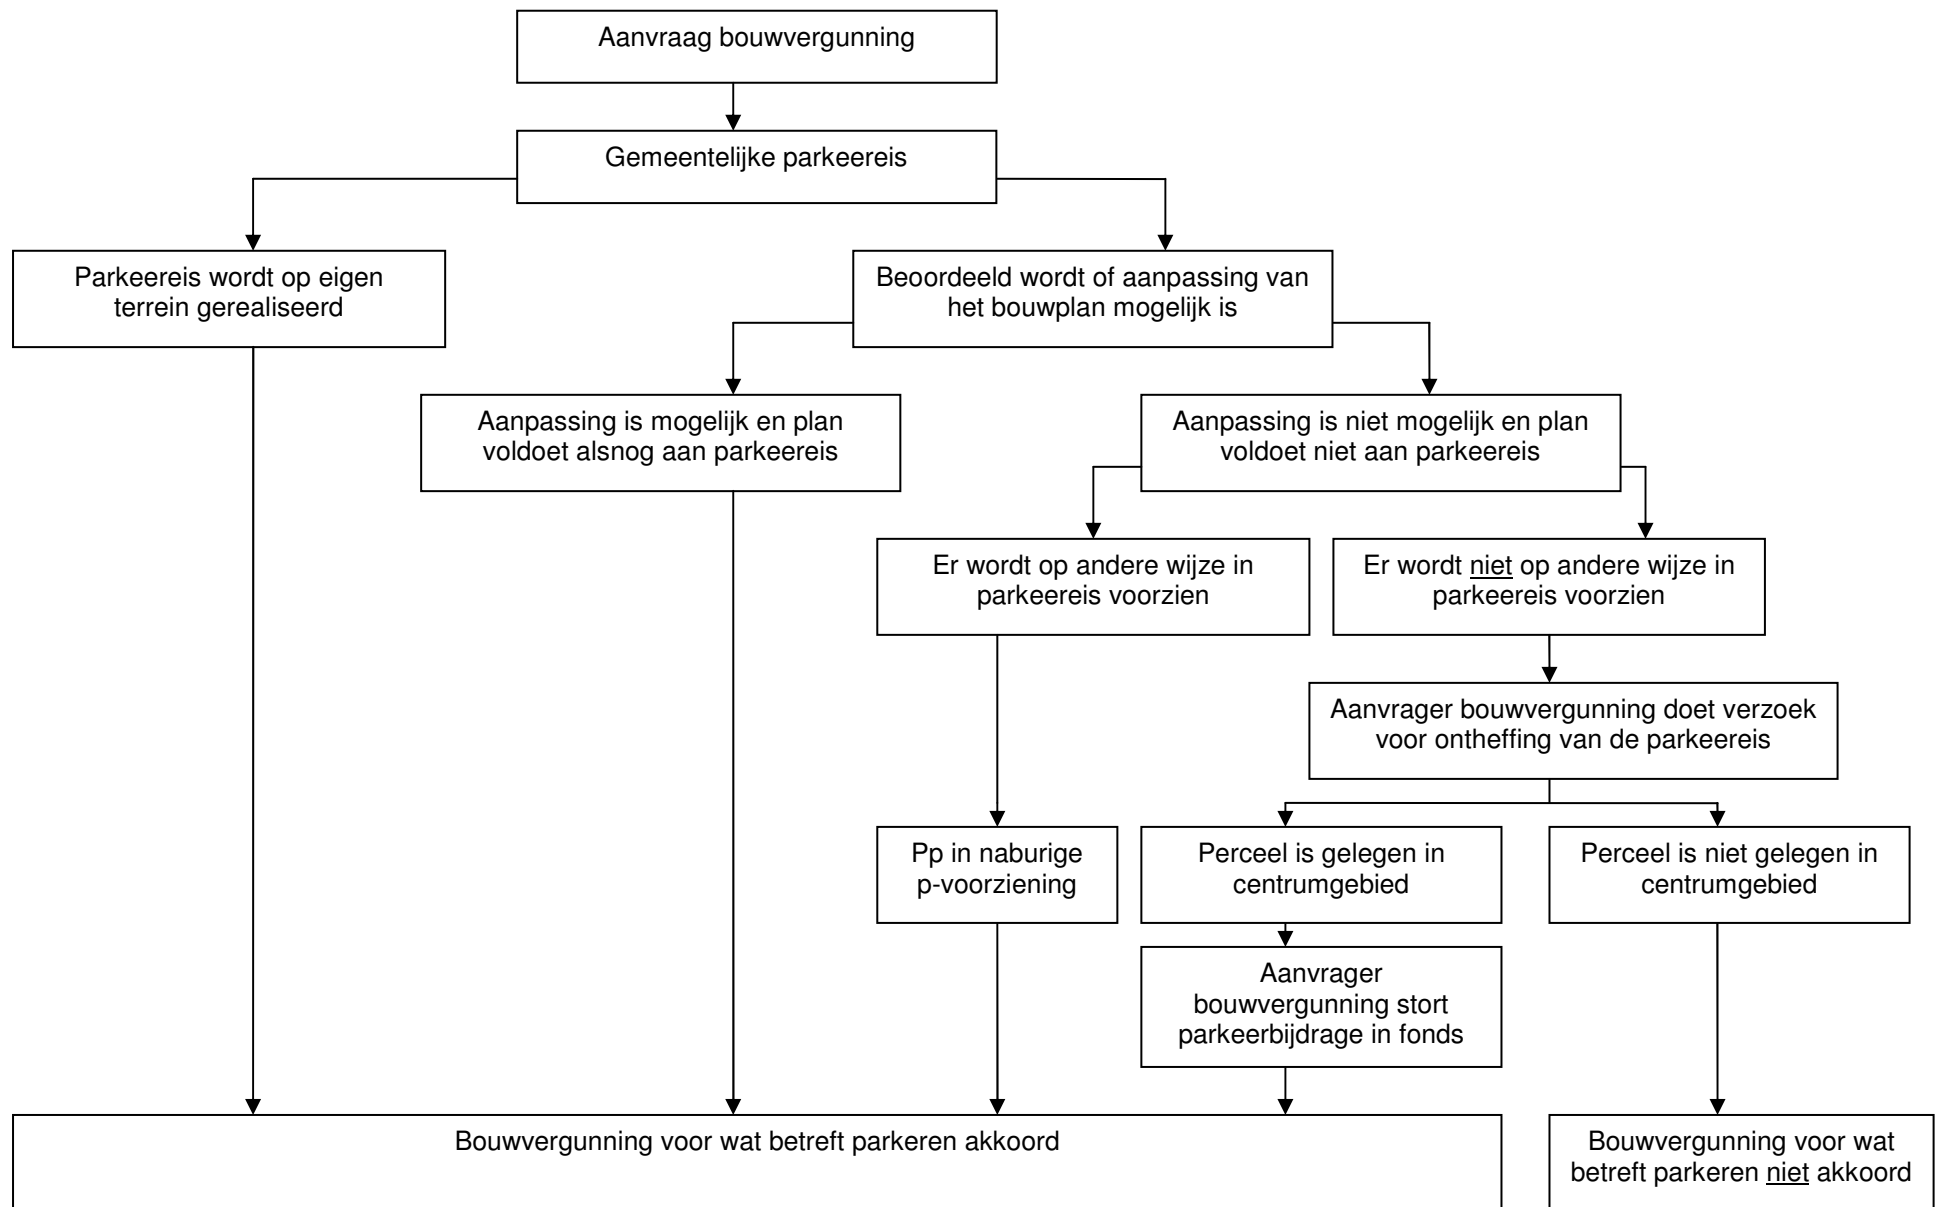 Aanvraag bouwvergunning
Gemeentelijke parkeereis
Parkeereis wordt op eigen
terrein gerealiseerd
Beoordeeld wordt of aanpassing van
het bouwplan mogelijk is
Aanpassing is mogelijk en plan
voldoet alsnog aan parkeereis
Aanpassing is niet mogelijk en plan
voldoet niet aan parkeereis
Er wordt op andere wijze in
parkeereis voorzien
Er wordt niet op andere wijze in
parkeereis voorzien
Aanvrager bouwvergunning doet verzoek
voor ontheffing van de parkeereis
Pp in naburige
p-voorziening
Perceel is gelegen in
centrumgebied
Perceel is niet gelegen in
centrumgebied
Aanvrager
bouwvergunning stort
parkeerbijdrage in fonds
Bouwvergunning voor wat betreft parkeren akkoord
Bouwvergunning voor wat
betreft parkeren niet akkoord